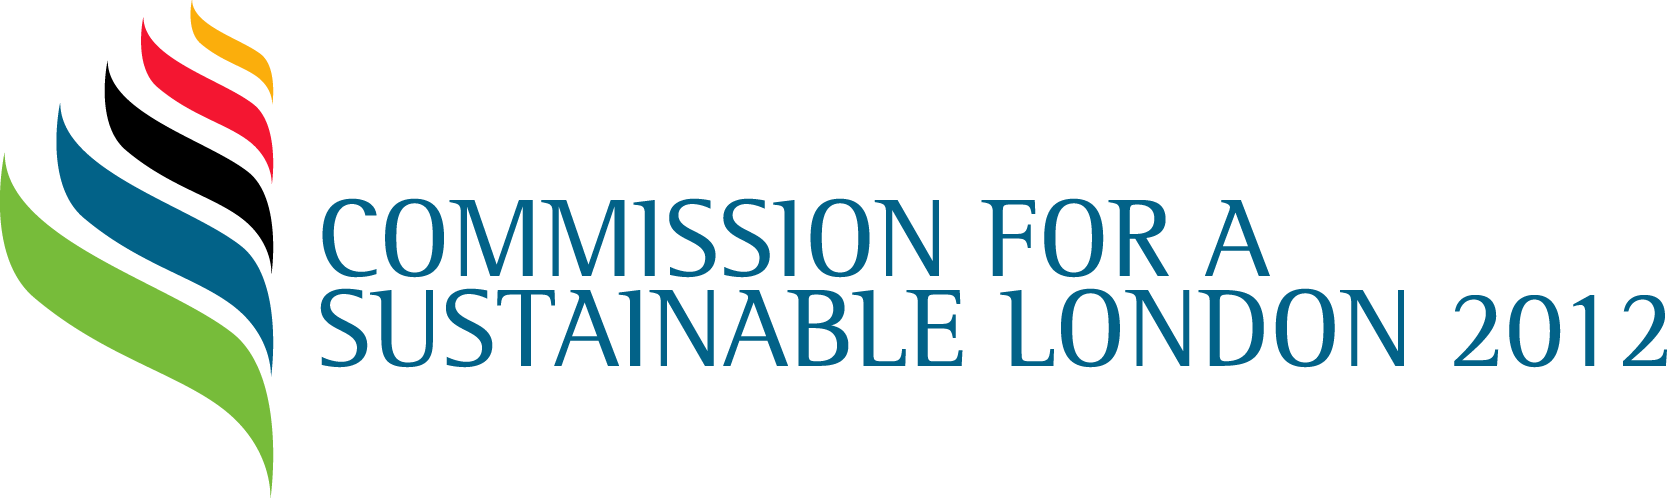 COMMISSION FOR A
SUSTAINABLE LONDON 2012